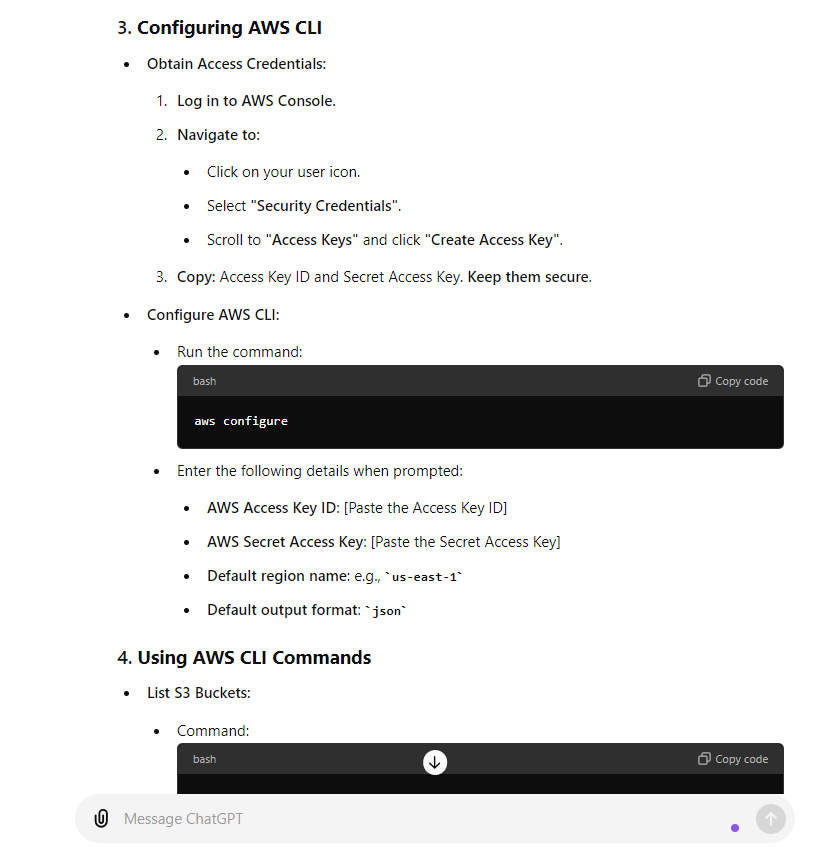 3. Configuring AWS CLI
• Obtain Access Credentials:
1. Log in to AWS Console.
2. Navigate to:
• Click on your user icon.
• Select "Security Credentials".
• Scroll to "Access Keys" and click "Create Access Key".
3. Copy: Access Key ID and Secret Access Key. Keep them secure.
• Configure AWS CLI:
• Run the command:
bash Copy code
aws configure
• Enter the following details when prompted:
• AWS Access Key ID: [Paste the Access Key ID]
• AWS Secret Access Key: [Paste the Secret Access Key]
• Default region name: e.g., `us-east-1`
• Default output format: `json`
4. Using AWS CLI Commands
• List S3 Buckets:
• Command:
bash Copy code
Message ChatGPT